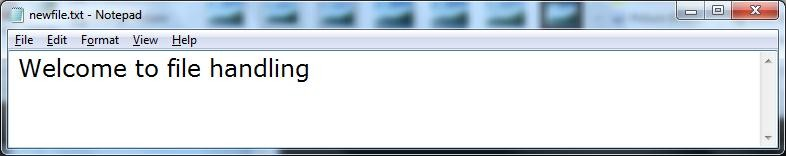 newfile.txt - Notepad
File Edit Format View Help
Welcome to file handling